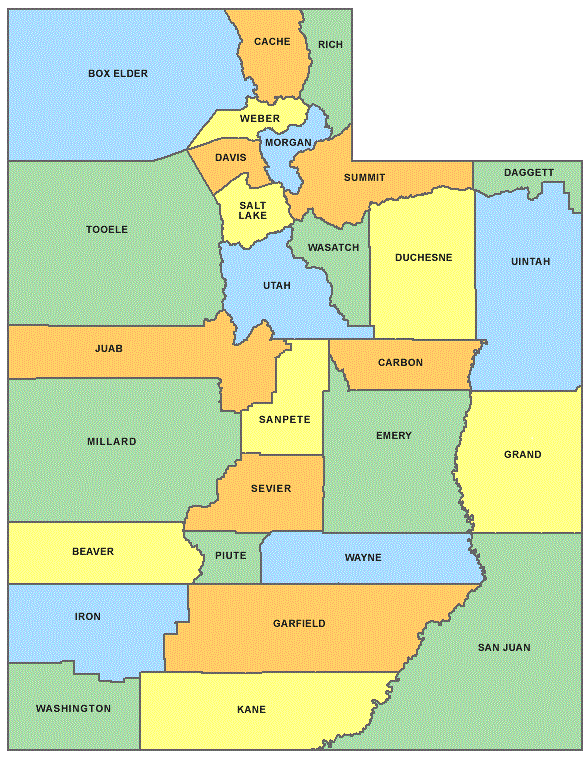 CACHE
RICH
BOX ELDER
WEBER
MORGAN
DAVIS
SUMMIT
DAGGETT
SALT
LAKE
TOOELE
WASATCH
DUCHESNE
UINTAH
UTAH
JUAB
CARBON
SANPETE
EMERY
MILLARD
GRAND
SEVIER
BEAVER
PIUTE
WAYNE
IRON
GARFIELD
SAN JUAN
WASHINGTON
KANE